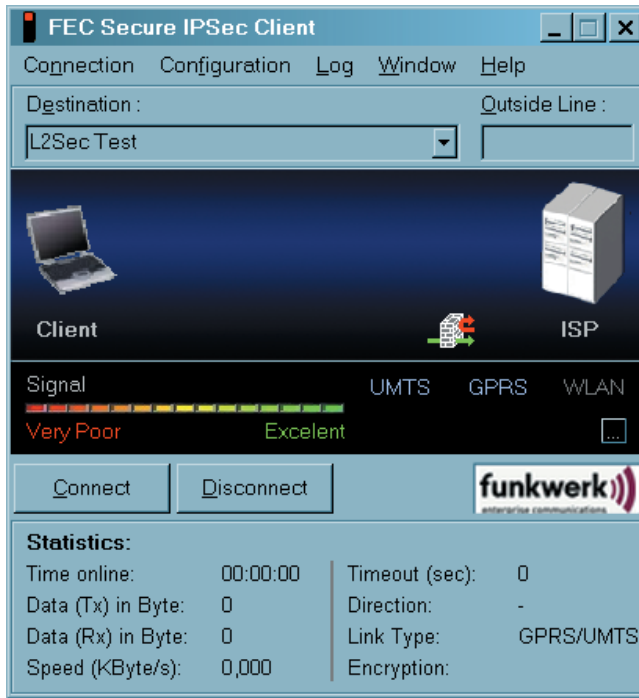 FEC Secure IPSec Client
Connection Configuration Log Window Help
Destination : Outside Line :
L2Sec Test
Client ISP
Signal UMTS GPRS WLAN
Very Poor Excelent ...
Connect Disconnect funkwerk
enterprise communications
Statistics:
Time online: 00:00:00 Timeout (sec): 0
Data (Tx) in Byte: 0 Direction: -
Data (Rx) in Byte: 0 Link Type: GPRS/UMTS
Speed (KByte/s): 0,000 Encryption: